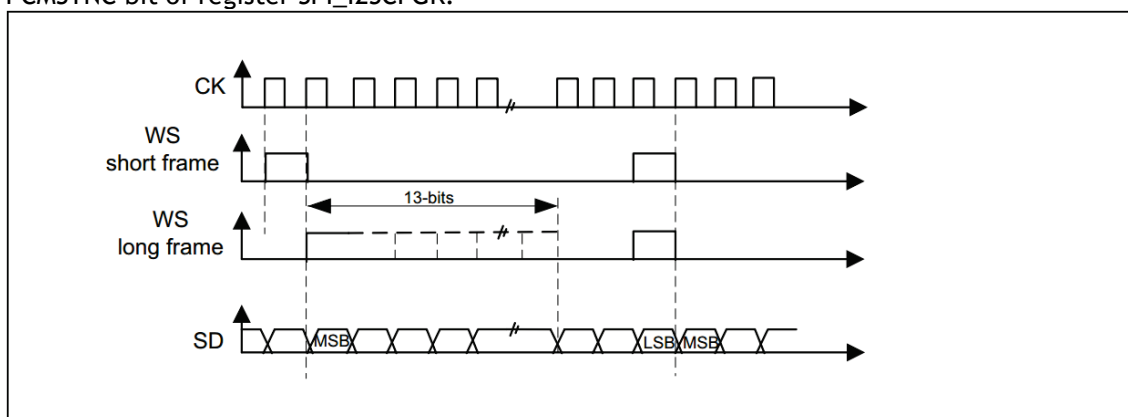 PCMSYNC bit of register SPI_I2SCFGR.
CK
WS
short frame
13-bits
WS
long frame
SD
MSB
LSB
MSB